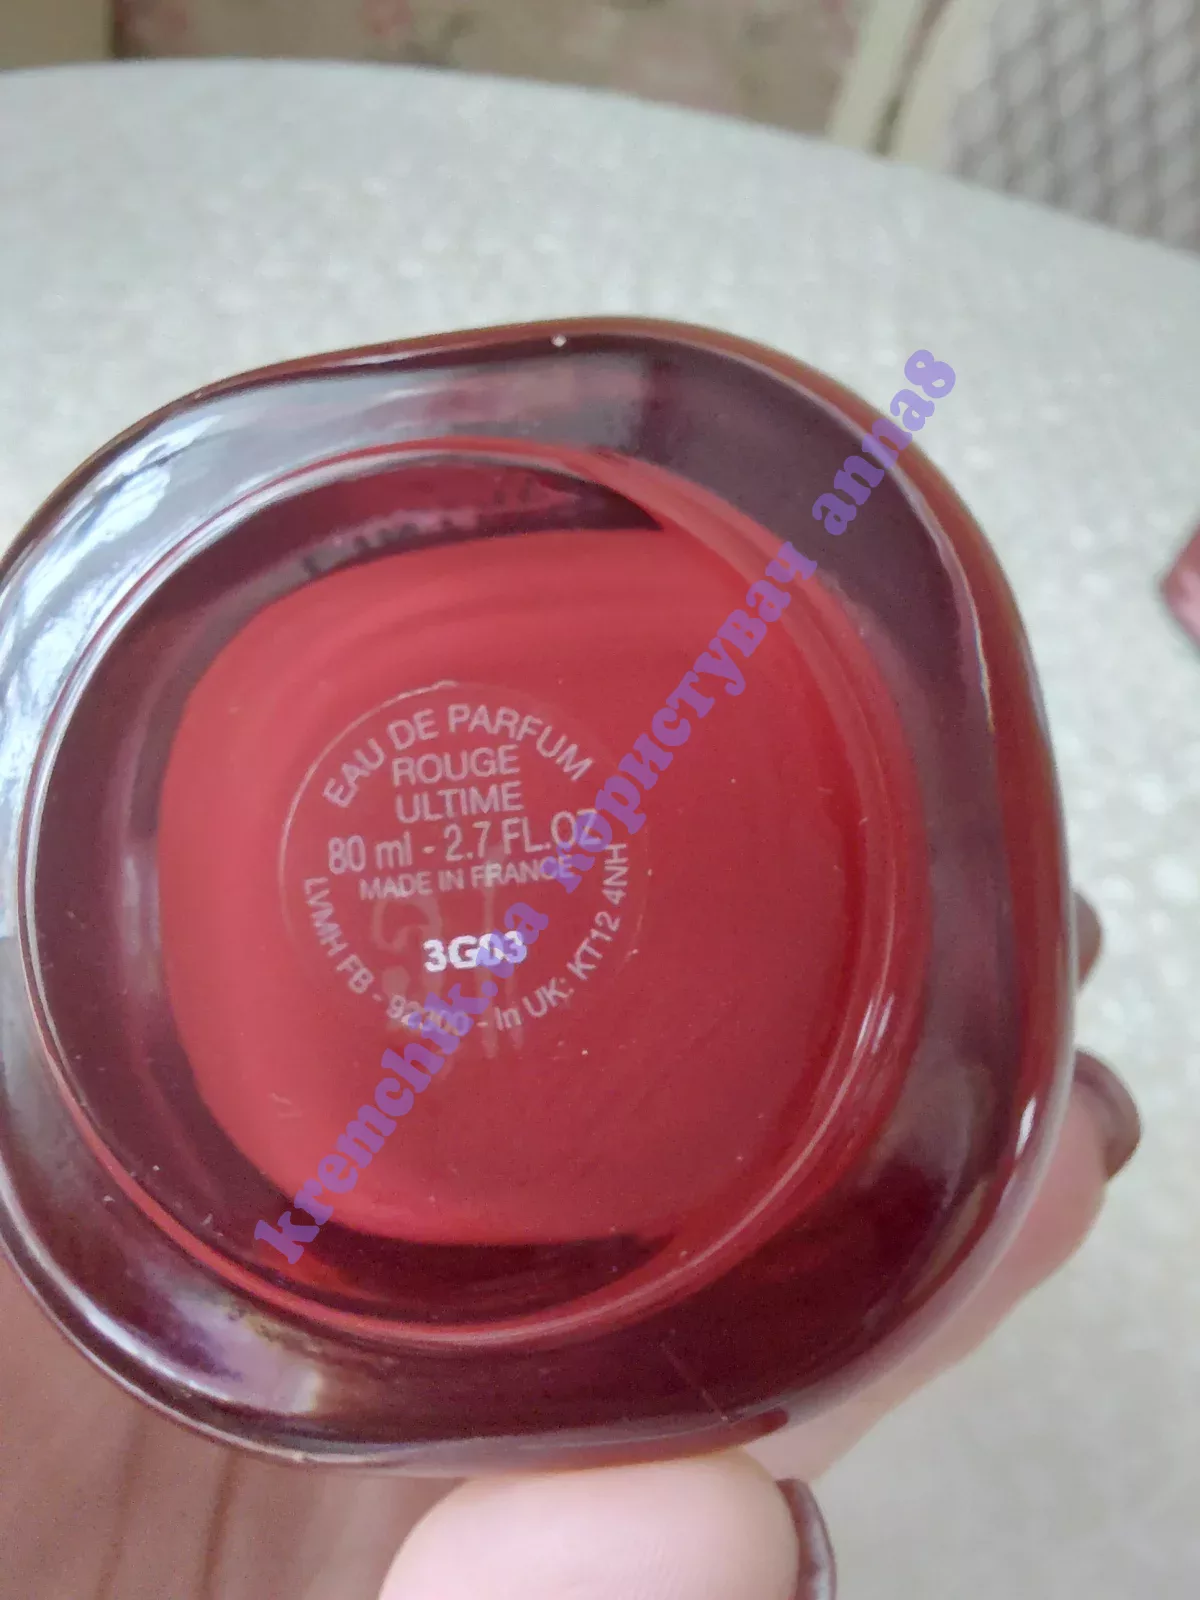 EAU DE PARFUM
ROUGE
ULTIME
80 ml - 2.7 FL.OZ
MADE IN FRANCE
3G03
LVMH FB - 92300 - In UK: KT12 4NH
kremchik.ua користувач anna8